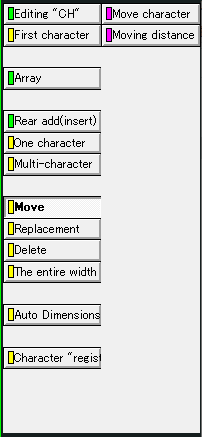 Editing "CH"
Move character
First character
Moving distance
Array
Rear add(insert)
One character
Multi-character
Move
Replacement
Delete
The entire width
Auto Dimensions
Character "regist